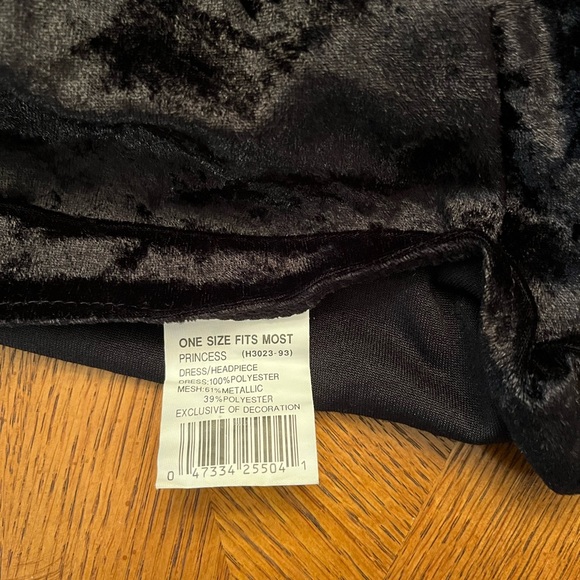 ONE SIZE FITS MOST
PRINCESS (H3023-93)
DRESS/HEADPIECE
DRESS:100%POLYESTER
MESH:61%METALLIC
39%POLYESTER
EXCLUSIVE OF DECORATION
0 47334 25504 1